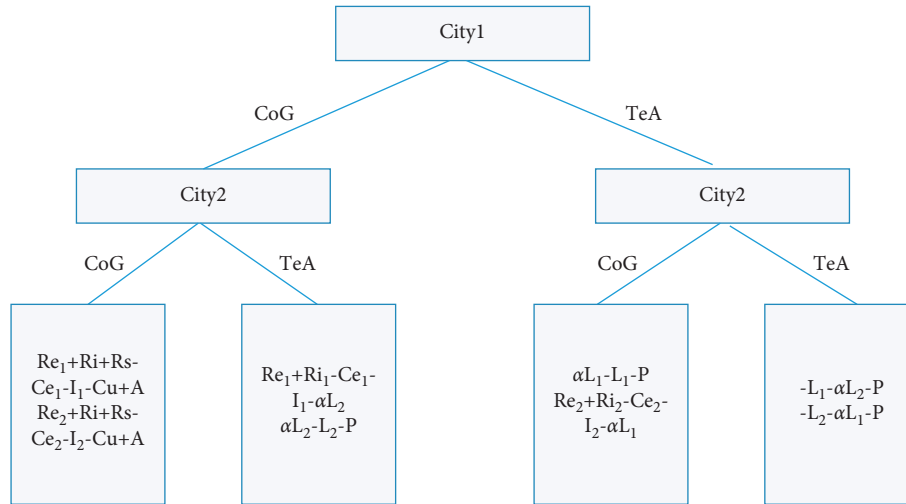 City1
CoG
TeA
City2
City2
CoG
TeA
CoG
TeA
Re₁+Ri+Rs-
Ce₁-I₁-Cu+A
Re₂+Ri+Rs-
Ce₂-I₂-Cu+A
Re₁+Ri₁-Ce₁-
I₁-αL₂
αL₂-L₂-P
αL₁-L₁-P
Re₂+Ri₂-Ce₂-
I₂-αL₁
-L₁-αL₂-P
-L₂-αL₁-P